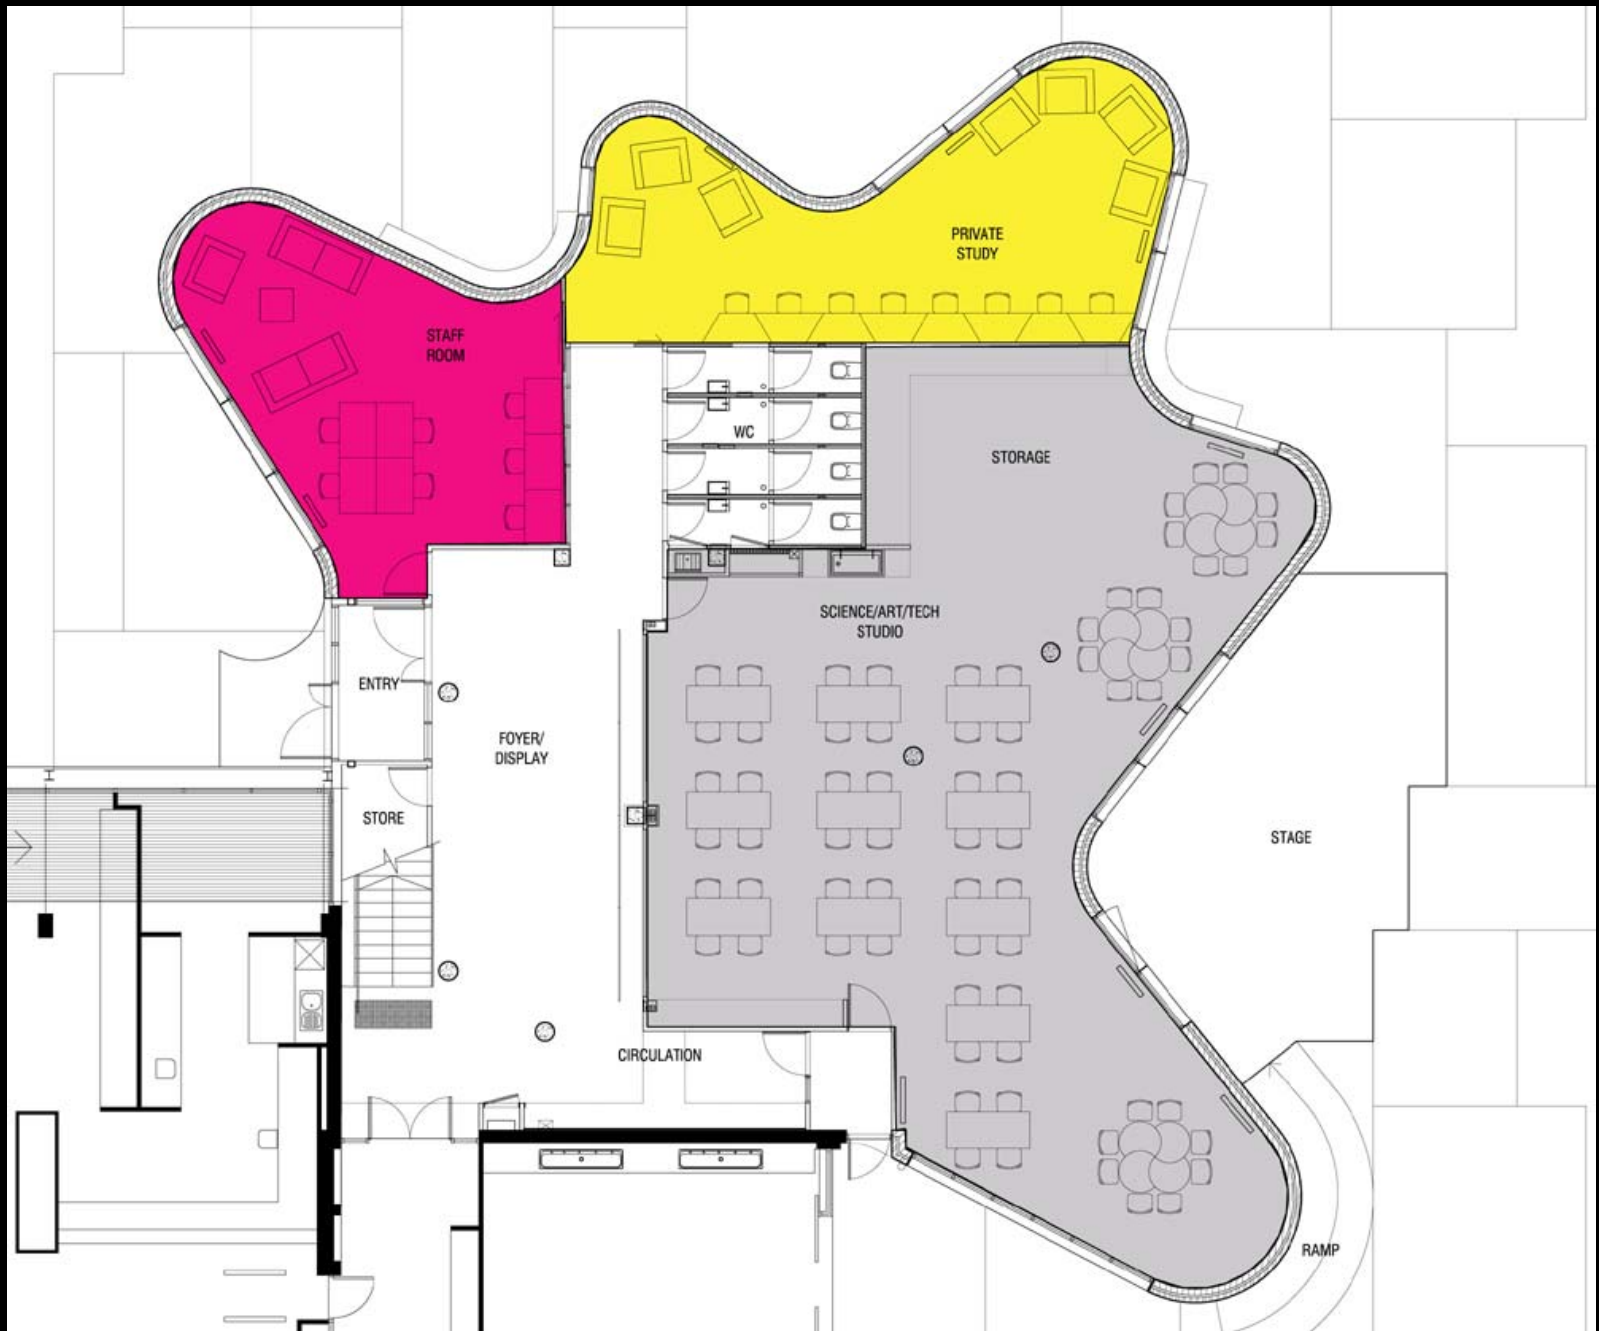 PRIVATE
STUDY
STAFF
ROOM
WC
STORAGE
SCIENCE/ART/TECH
STUDIO
ENTRY
FOYER/
DISPLAY
STORE
STAGE
CIRCULATION
RAMP